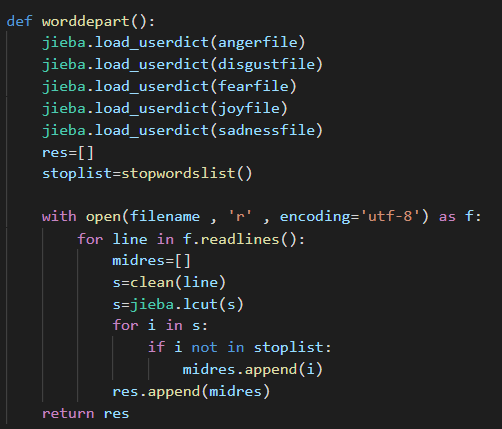 def worddepart():
    jieba.load_userdict(angerfile)
    jieba.load_userdict(disgustfile)
    jieba.load_userdict(fearfile)
    jieba.load_userdict(joyfile)
    jieba.load_userdict(sadnessfile)
    res=[]
    stoplist=stopwordslist()

    with open(filename , 'r' , encoding='utf-8') as f:
        for line in f.readlines():
            midres=[]
            s=clean(line)
            s=jieba.lcut(s)
            for i in s:
                if i not in stoplist:
                    midres.append(i)
            res.append(midres)
    return res